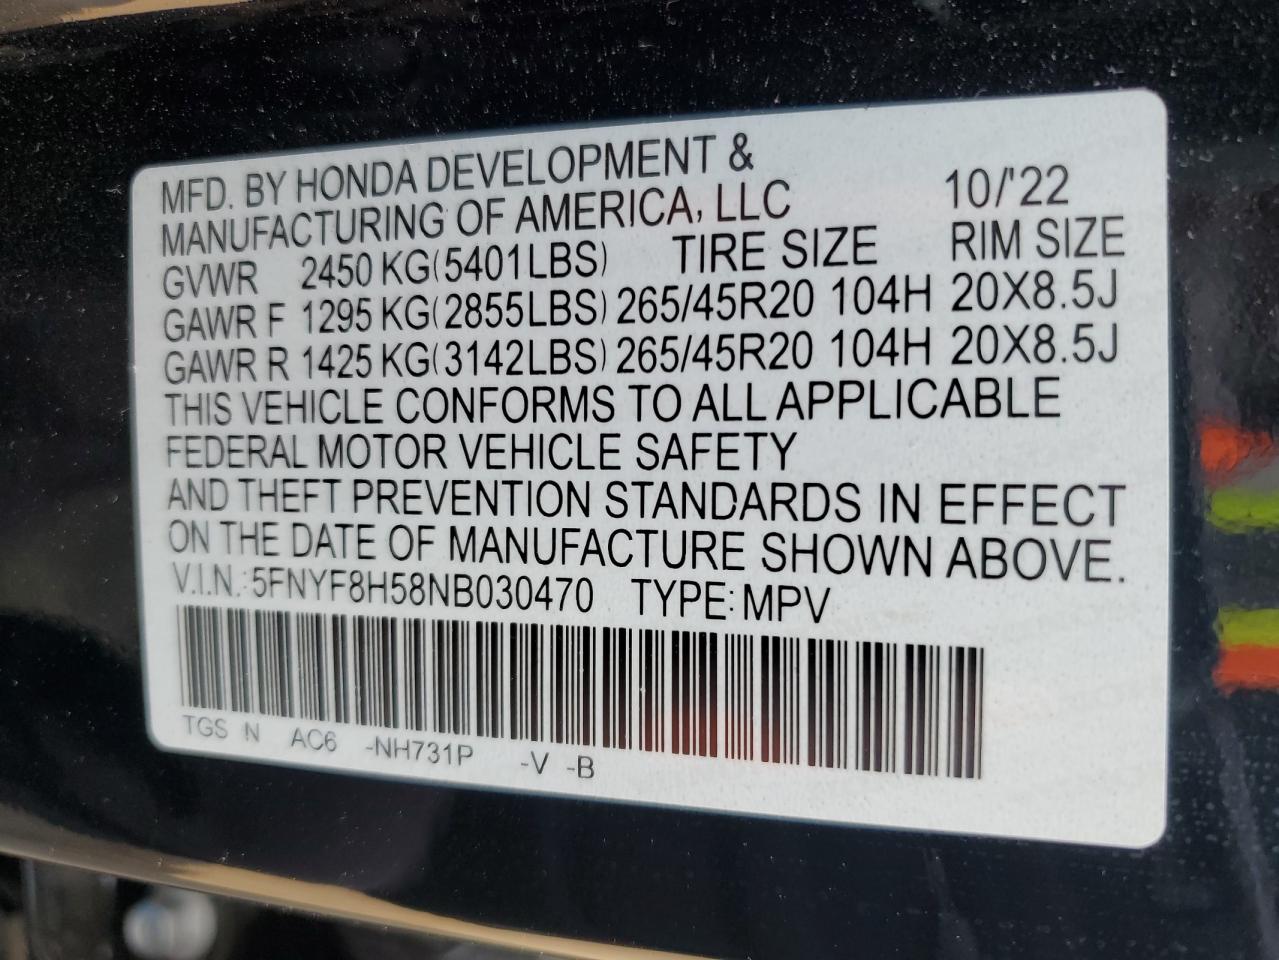 MFD. BY HONDA DEVELOPMENT &
MANUFACTURING OF AMERICA, LLC 10/'22
GVWR 2450 KG(5401LBS) TIRE SIZE RIM SIZE
GAWR F 1295 KG(2855LBS) 265/45R20 104H 20X8.5J
GAWR R 1425 KG(3142LBS) 265/45R20 104H 20X8.5J
THIS VEHICLE CONFORMS TO ALL APPLICABLE
FEDERAL MOTOR VEHICLE SAFETY
AND THEFT PREVENTION STANDARDS IN EFFECT
ON THE DATE OF MANUFACTURE SHOWN ABOVE.
V.I.N.: 5FNYF8H58NB030470 TYPE: MPV
TGS N AC6 -NH731P -V -B